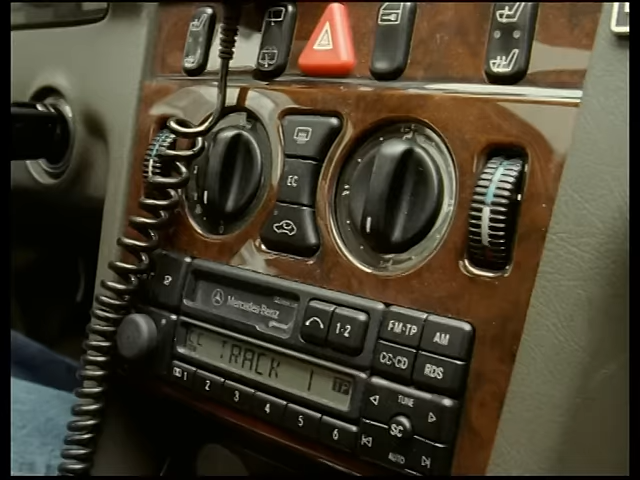 EC
Mercedes-Benz
1·2
FM·TP
AM
CC·CD
RDS
CC TRACK 1 TP
1 2 3 4 5 6
TUNE
SC
AUTO